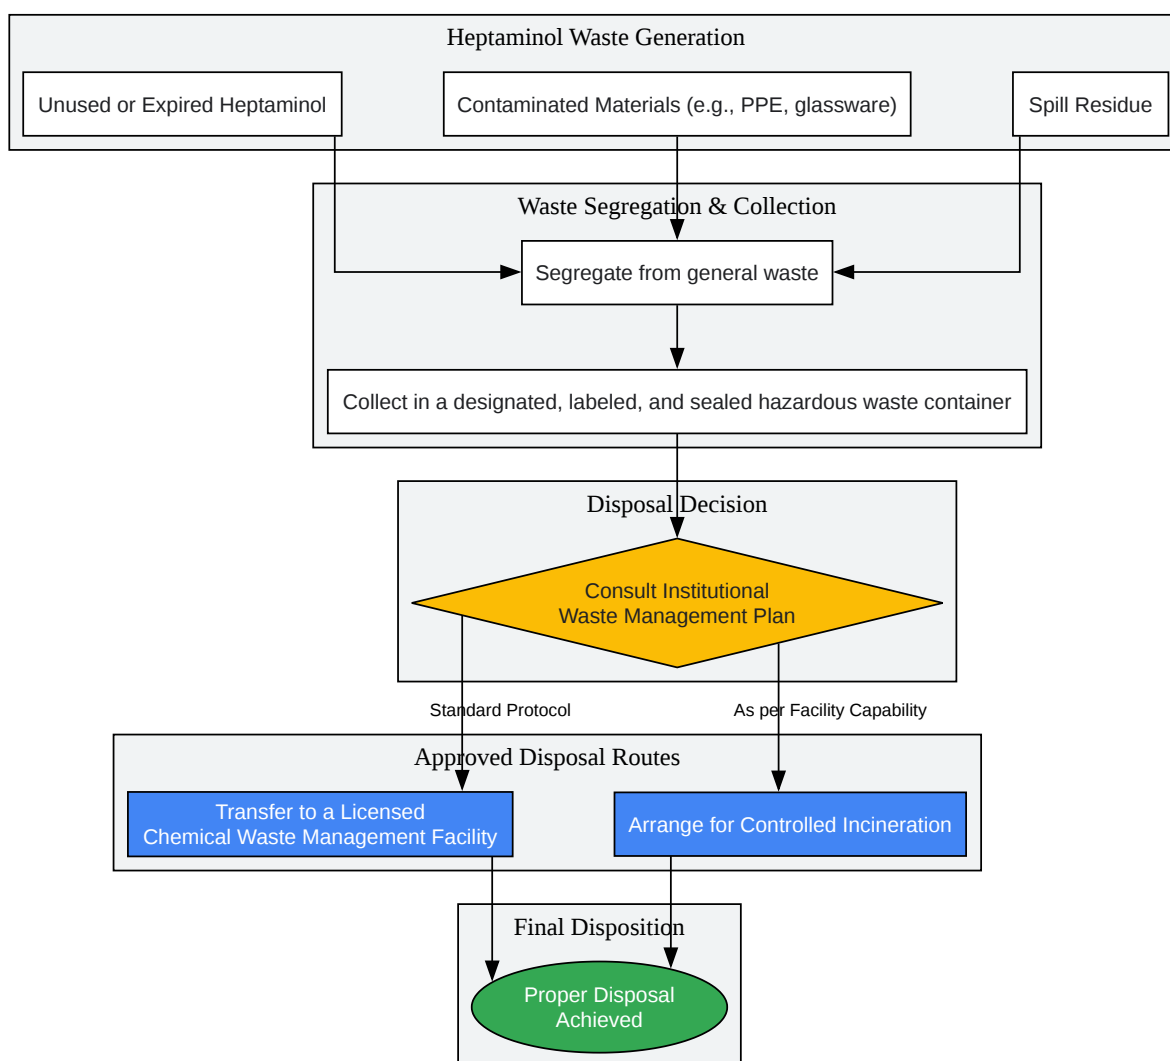 Heptaminol Waste Generation
Unused or Expired Heptaminol
Contaminated Materials (e.g., PPE, glassware)
Spill Residue
Waste Segregation & Collection
Segregate from general waste
Collect in a designated, labeled, and sealed hazardous waste container
Disposal Decision
Consult Institutional
Waste Management Plan
Standard Protocol
As per Facility Capability
Approved Disposal Routes
Transfer to a Licensed
Chemical Waste Management Facility
Arrange for Controlled Incineration
Final Disposition
Proper Disposal
Achieved